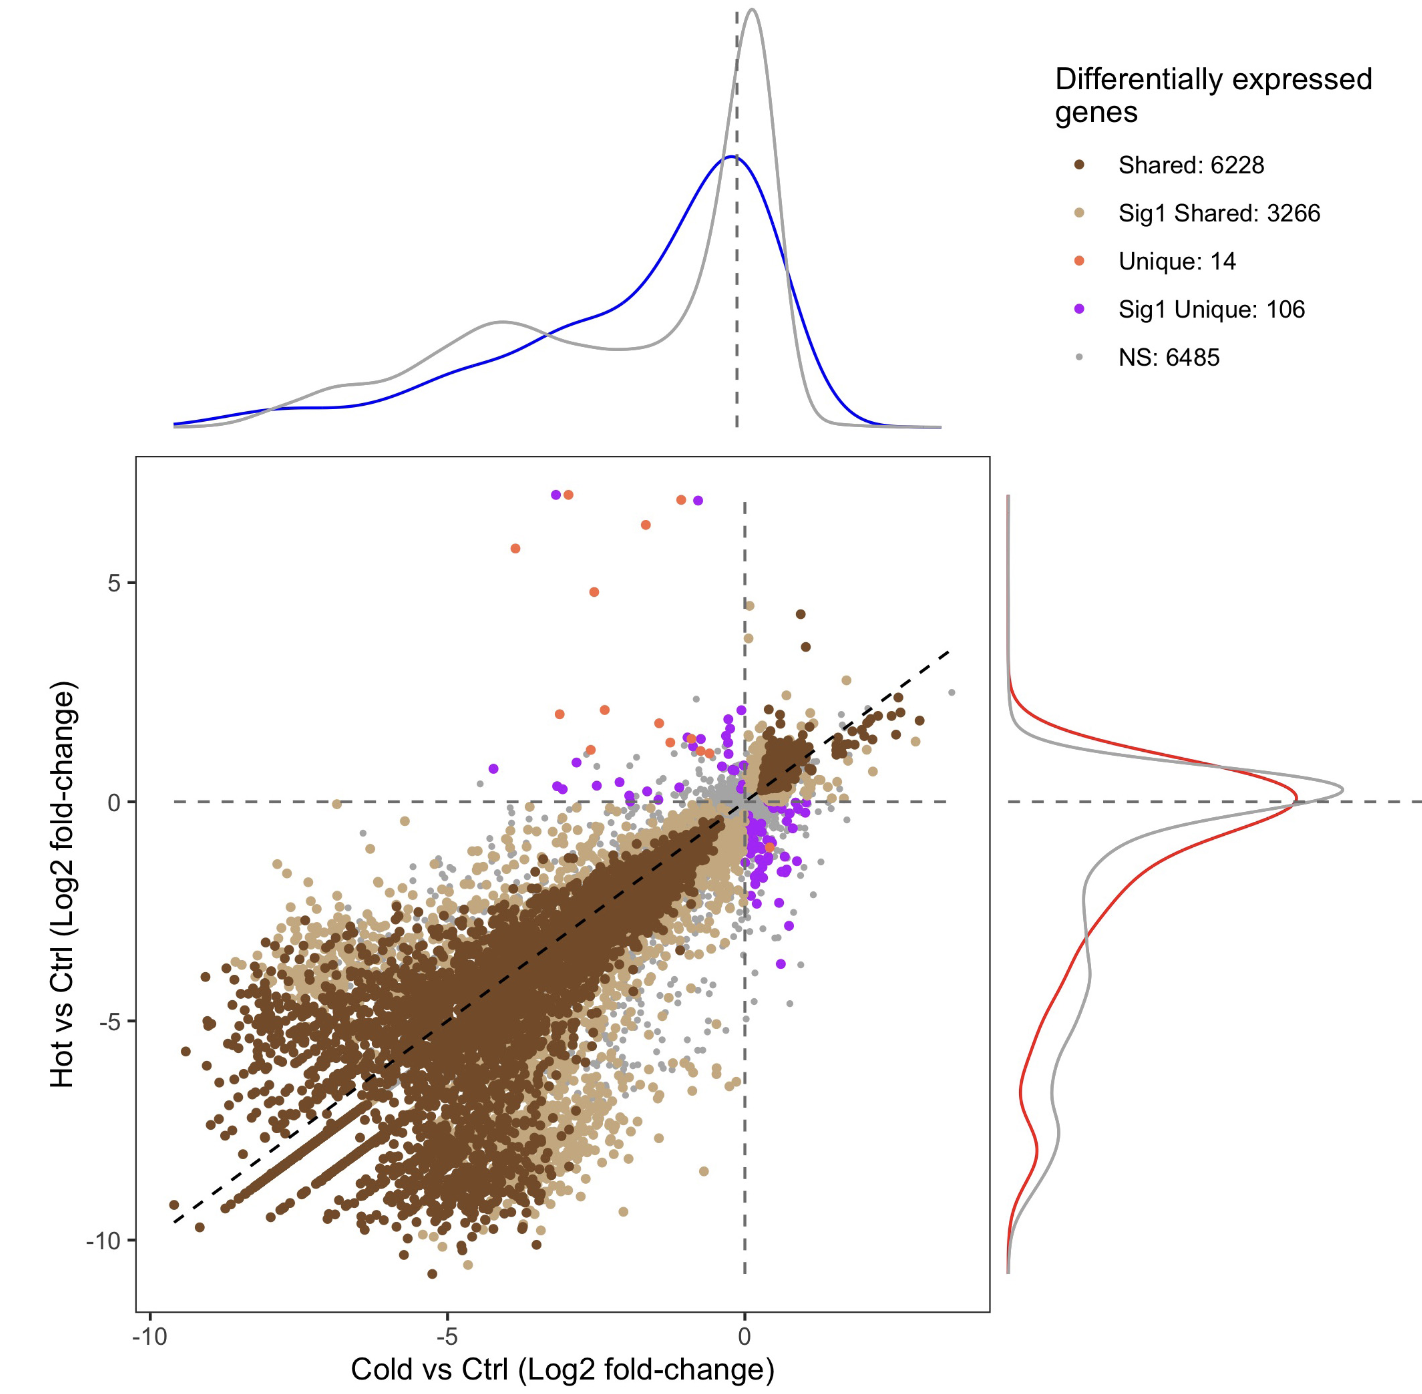 Differentially expressed
genes
Shared: 6228
Sig1 Shared: 3266
Unique: 14
Sig1 Unique: 106
NS: 6485
Hot vs Ctrl (Log2 fold-change)
5
0
-5
-10
-10 -5 0
Cold vs Ctrl (Log2 fold-change)